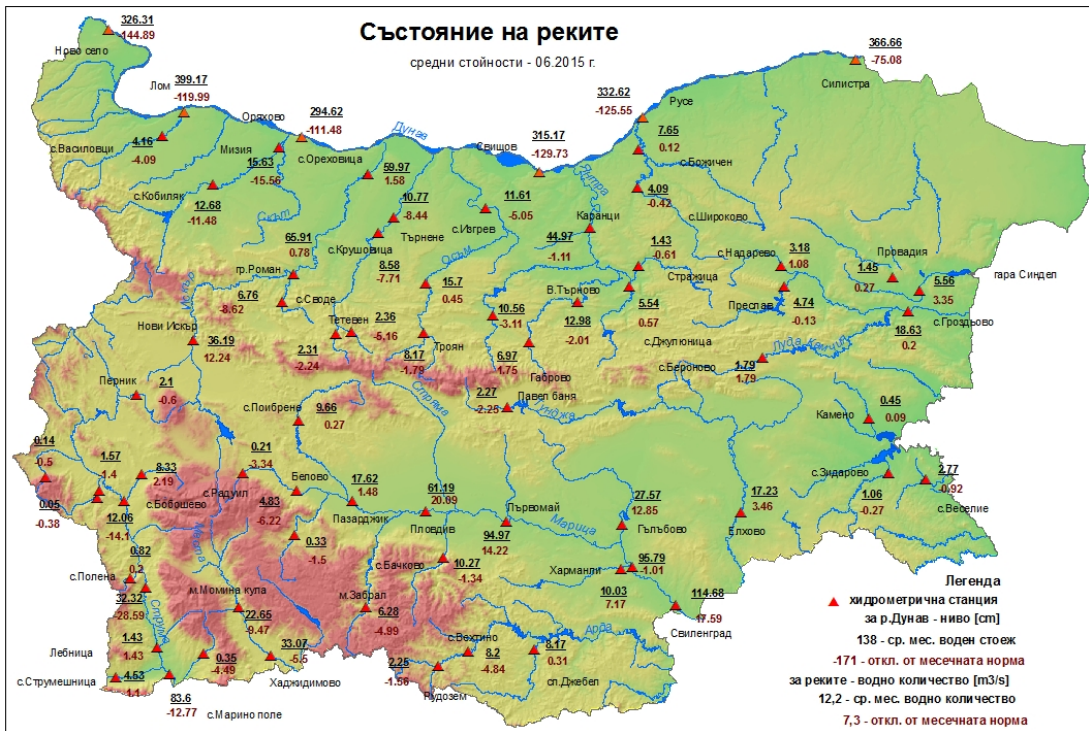 Състояние на реките
средни стойности - 06.2015 г.
326.31
-144.89
Ново село
366.66
-75.08
Силистра
Лом
399.17
-119.99
332.62
-125.55
Русе
Оряхово
294.62
-111.48
Дунав
Свищов
315.17
-129.73
Янтра
с.Василовци
4.16
-4.09
Мизия
15.63
-15.56
с.Ореховица
59.97
1.58
7.65
0.12
с.Божичен
с.Кобиляк
12.68
-11.48
Скът
4.09
-0.42
с.Широково
10.77
-8.44
Търнене
11.61
-5.05
с.Изгрев
Каранци
44.97
-1.11
65.91
0.78
гр.Роман
с.Крушовица
8.58
-7.71
Осъм
1.43
-0.61
Стражица
с.Надарево
3.18
1.08
Провадия
1.45
0.27
гара Синдел
5.56
3.35
Искър
6.76
-8.62
с.Своде
15.7
0.45
В.Търново
12.98
-2.01
5.54
0.57
с.Джулюница
Преслав
4.74
-0.13
18.63
0.2
с.Гроздьово
Нови Искър
36.19
12.24
Тетевен
2.36
-5.16
2.31
-2.24
8.17
-1.79
Троян
10.56
-3.11
6.97
1.75
Габрово
Луда Камчия
с.Бероново
1.79
1.79
Перник
2.1
-0.6
Стряма
2.27
-2.25
Павел баня
Тунджа
с.Поибрене
9.66
0.27
0.45
0.09
Камено
0.14
-0.5
1.57
1.4
8.33
2.19
с.Бобошево
0.21
-3.34
с.Радуил
4.83
-6.22
Белово
17.62
1.48
Пазарджик
61.19
20.09
Пловдив
Първомай
94.97
14.22
Марица
27.57
12.85
Гълъбово
17.23
3.46
Елхово
с.Зидарово
1.06
-0.27
2.77
-0.92
с.Веселие
0.05
-0.38
12.06
-14.1
0.33
-1.5
с.Полена
0.82
0.2
32.32
-28.59
Струма
Места
м.Момина кула
22.65
-9.47
м.Забрал
6.28
-4.99
с.Бачково
10.27
-1.34
Харманли
95.79
-1.01
10.03
7.17
114.68
17.59
Свиленград
Лебница
1.43
1.43
0.35
-4.49
33.07
-5.5
Хаджидимово
с.Струмешница
4.53
1.1
83.6
-12.77
с.Марино поле
2.25
-1.56
Рудозем
с.Вехтино
8.2
-4.84
8.17
0.31
сп.Джебел
Арда
Легенда
хидрометрична станция
за р.Дунав - ниво [cm]
138 - ср. мес. воден стоеж
-171 - откл. от месечната норма
за реките - водно количество [m3/s]
12,2 - ср. мес. водно количество
7,3 - откл. от месечната норма